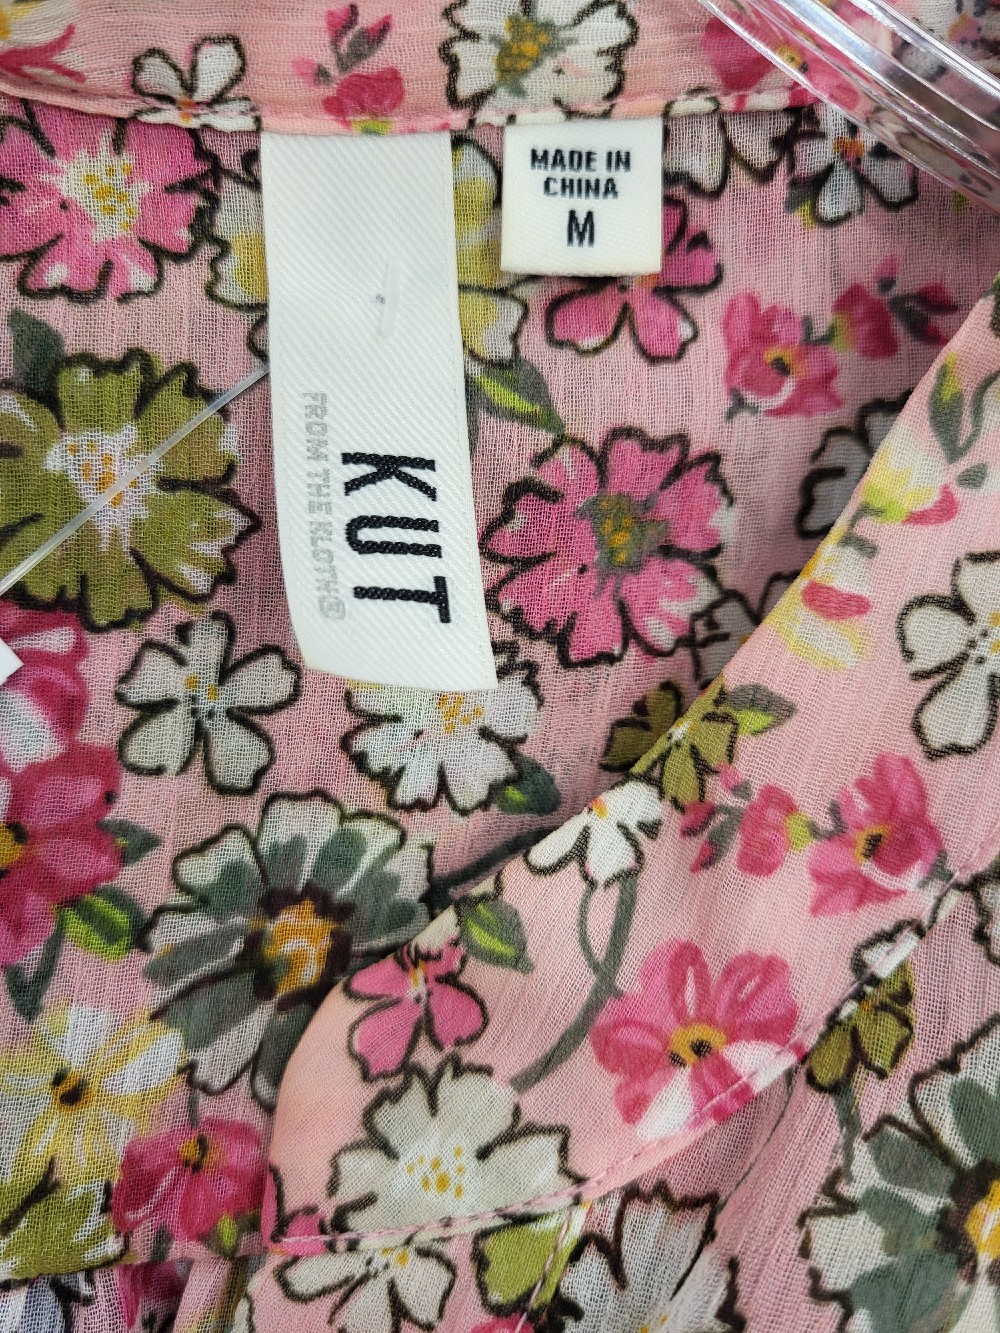 MADE IN
CHINA
M
KUT
FROM THE KLOTH®